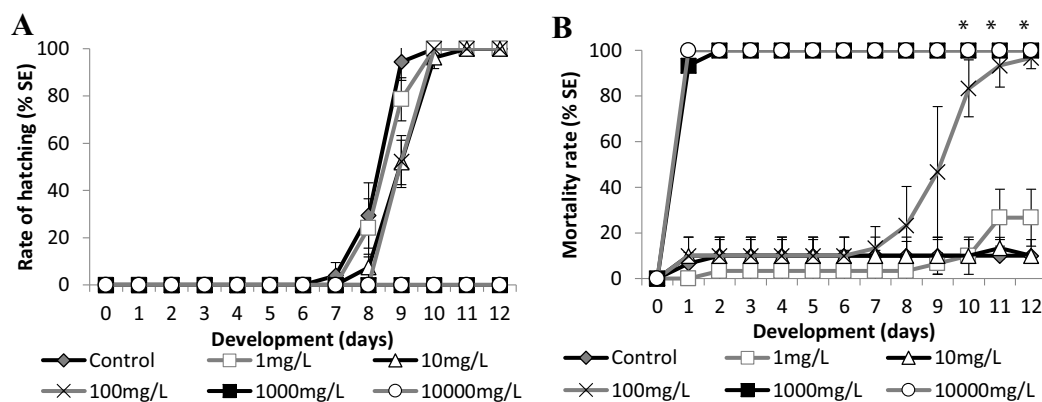 A
Rate of hatching (% SE)
100
80
60
40
20
0
0 1 2 3 4 5 6 7 8 9 10 11 12
Development (days)
Control 1mg/L 10mg/L
100mg/L 1000mg/L 10000mg/L
B
* * *
Mortality rate (% SE)
100
80
60
40
20
0
0 1 2 3 4 5 6 7 8 9 10 11 12
Development (days)
Control 1mg/L 10mg/L
100mg/L 1000mg/L 10000mg/L